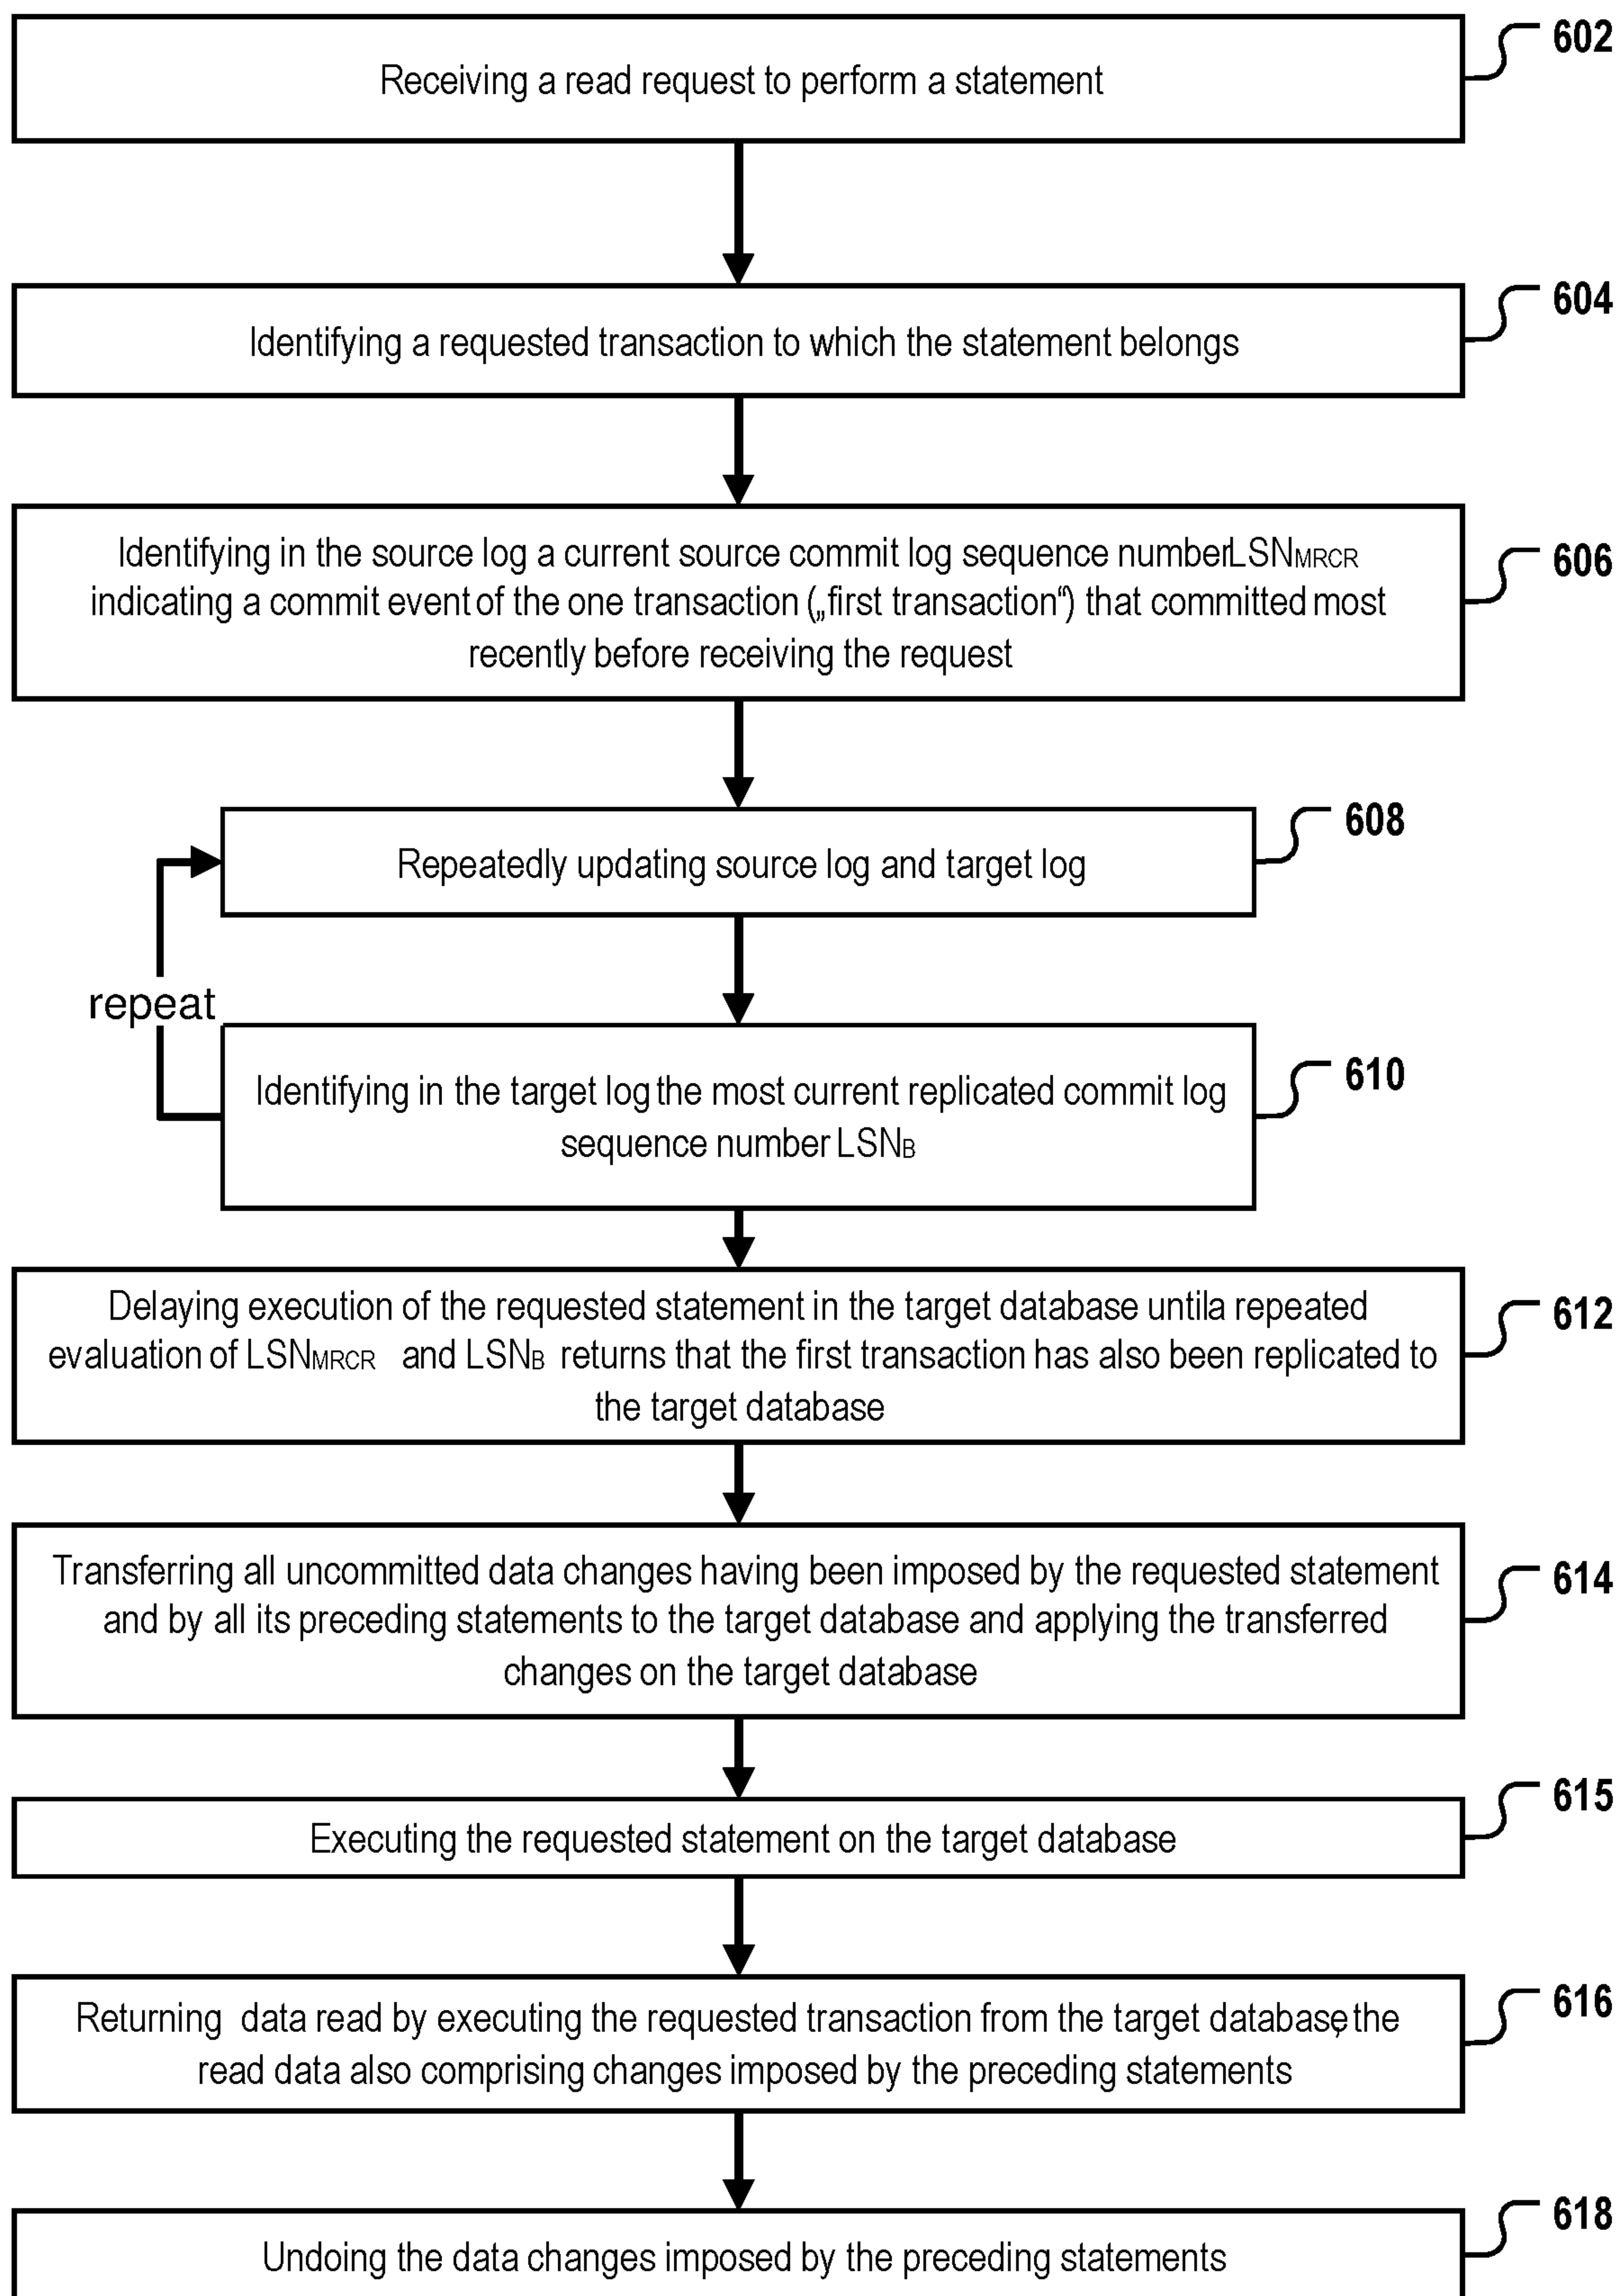 Receiving a read request to perform a statement
602
Identifying a requested transaction to which the statement belongs
604
Identifying in the source log a current source commit log sequence numberLSNMRCR
indicating a commit event of the one transaction („first transaction“) that committed most
recently before receiving the request
606
Repeatedly updating source log and target log
608
repeat
Identifying in the target log the most current replicated commit log
sequence number LSNB
610
Delaying execution of the requested statement in the target database untila repeated
evaluation of LSNMRCR and LSNB returns that the first transaction has also been replicated to
the target database
612
Transferring all uncommitted data changes having been imposed by the requested statement
and by all its preceding statements to the target database and applying the transferred
changes on the target database
614
Executing the requested statement on the target database
615
Returning data read by executing the requested transaction from the target database, the
read data also comprising changes imposed by the preceding statements
616
Undoing the data changes imposed by the preceding statements
618